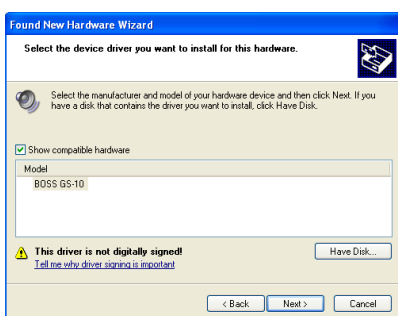 Found New Hardware Wizard
Select the device driver you want to install for this hardware.
Select the manufacturer and model of your hardware device and then click Next. If you
have a disk that contains the driver you want to install, click Have Disk.
Show compatible hardware
Model
BOSS GS-10
This driver is not digitally signed!
Have Disk...
Tell me why driver signing is important
< Back
Next >
Cancel